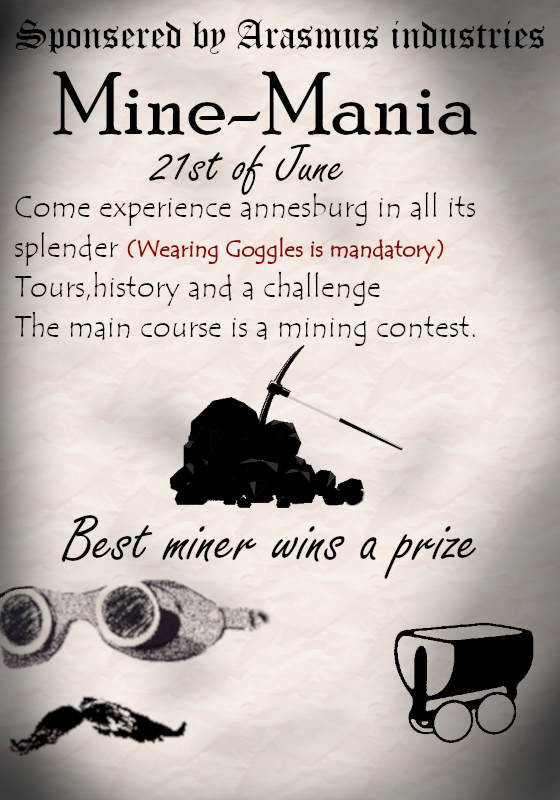 Sponsered by Arasmus industries
Mine-Mania
21st of June
Come experience annesburg in all its
splender (Wearing Goggles is mandatory)
Tours,history and a challenge
The main course is a mining contest.
Best miner wins a prize